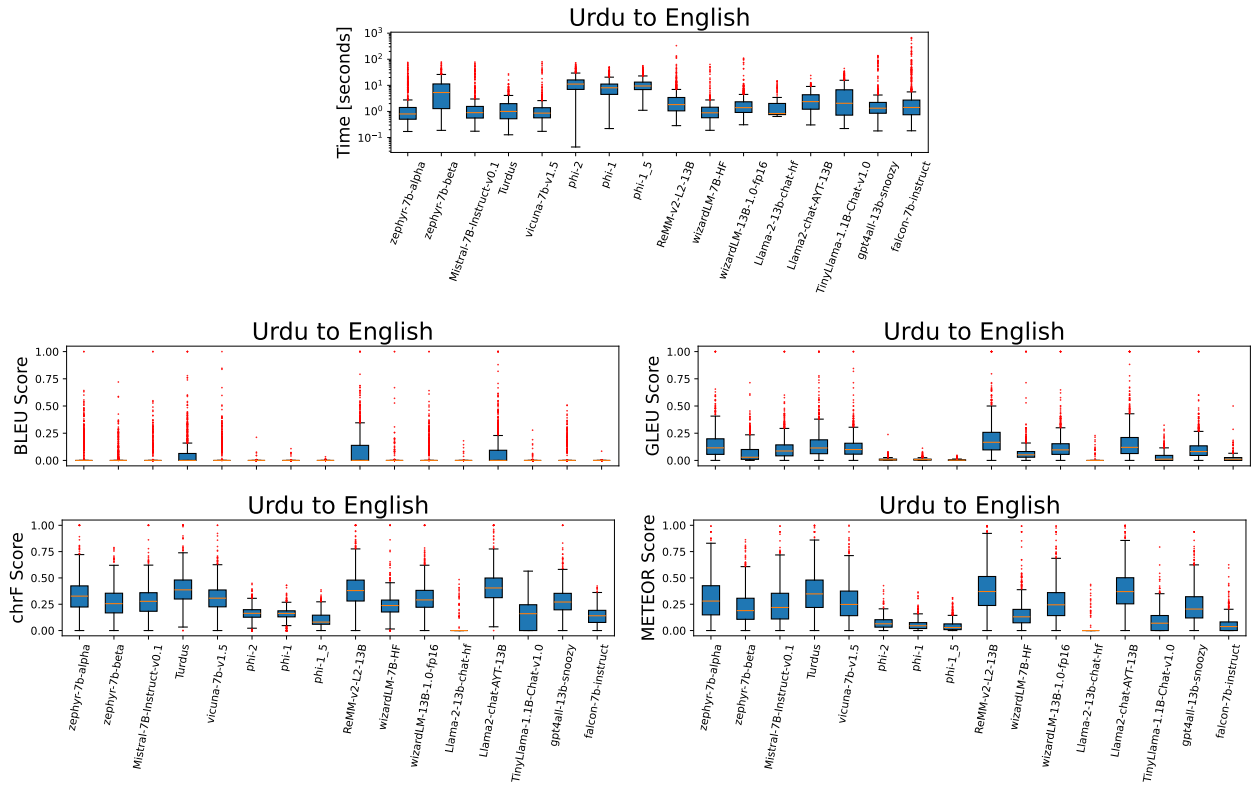 Urdu to English
Time [seconds]
10³
10²
10¹
10⁰
10⁻¹
zephyr-7b-alpha
zephyr-7b-beta
Mistral-7B-Instruct-v0.1
Turdus
vicuna-7b-v1.5
phi-2
phi-1
phi-1_5
ReMM-v2-L2-13B
wizardLM-7B-HF
wizardLM-13B-1.0-fp16
Llama-2-13b-chat-hf
Llama2-chat-AYT-13B
TinyLlama-1.1B-Chat-v1.0
gpt4all-13b-snoozy
falcon-7b-instruct
Urdu to English
BLEU Score
1.00
0.75
0.50
0.25
0.00
Urdu to English
GLEU Score
1.00
0.75
0.50
0.25
0.00
Urdu to English
chrF Score
1.00
0.75
0.50
0.25
0.00
zephyr-7b-alpha
zephyr-7b-beta
Mistral-7B-Instruct-v0.1
Turdus
vicuna-7b-v1.5
phi-2
phi-1
phi-1_5
ReMM-v2-L2-13B
wizardLM-7B-HF
wizardLM-13B-1.0-fp16
Llama-2-13b-chat-hf
Llama2-chat-AYT-13B
TinyLlama-1.1B-Chat-v1.0
gpt4all-13b-snoozy
falcon-7b-instruct
Urdu to English
METEOR Score
1.00
0.75
0.50
0.25
0.00
zephyr-7b-alpha
zephyr-7b-beta
Mistral-7B-Instruct-v0.1
Turdus
vicuna-7b-v1.5
phi-2
phi-1
phi-1_5
ReMM-v2-L2-13B
wizardLM-7B-HF
wizardLM-13B-1.0-fp16
Llama-2-13b-chat-hf
Llama2-chat-AYT-13B
TinyLlama-1.1B-Chat-v1.0
gpt4all-13b-snoozy
falcon-7b-instruct